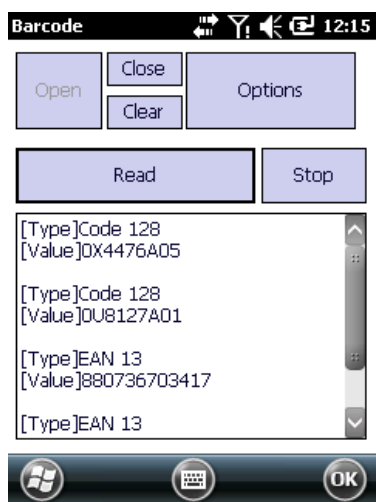 Barcode 12:15
Open
Close
Clear
Options
Read
Stop
[Type]Code 128
[Value]0X4476A05
[Type]Code 128
[Value]0U8127A01
[Type]EAN 13
[Value]880736703417
[Type]EAN 13
OK